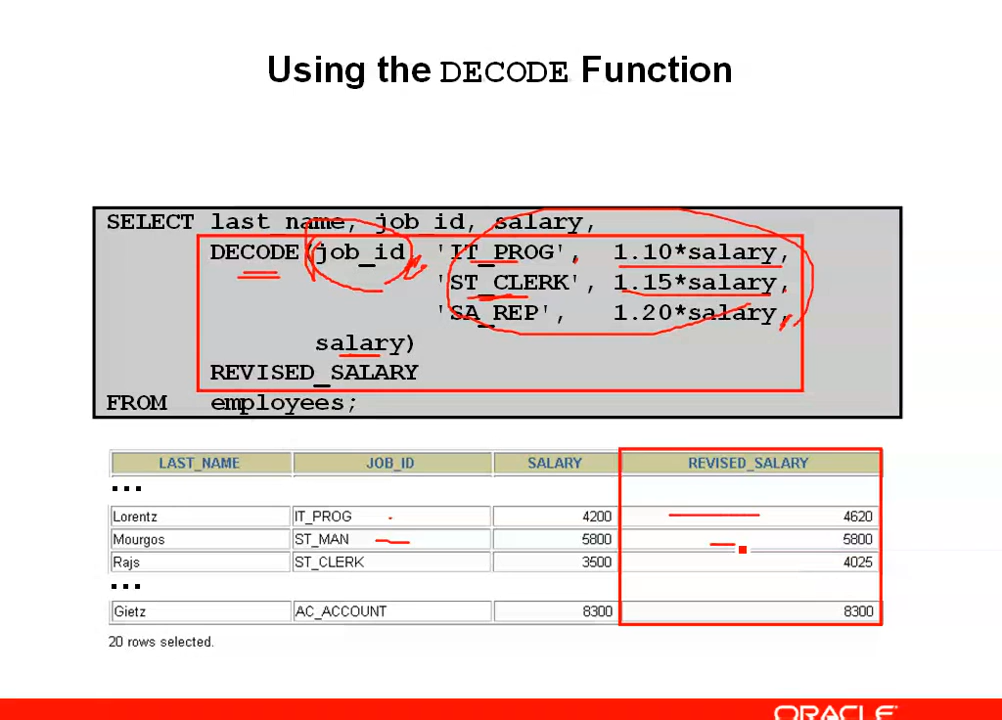 Using the DECODE Function
SELECT last_name, job_id, salary,
DECODE(job_id, 'IT_PROG', 1.10*salary,
'ST_CLERK', 1.15*salary,
'SA_REP', 1.20*salary,
salary)
REVISED_SALARY
FROM employees;
LAST_NAME JOB_ID SALARY REVISED_SALARY
...
Lorentz IT_PROG 4200 4620
Mourgos ST_MAN 5800 5800
Rajs ST_CLERK 3500 4025
...
Gietz AC_ACCOUNT 8300 8300
20 rows selected.
ORACLE